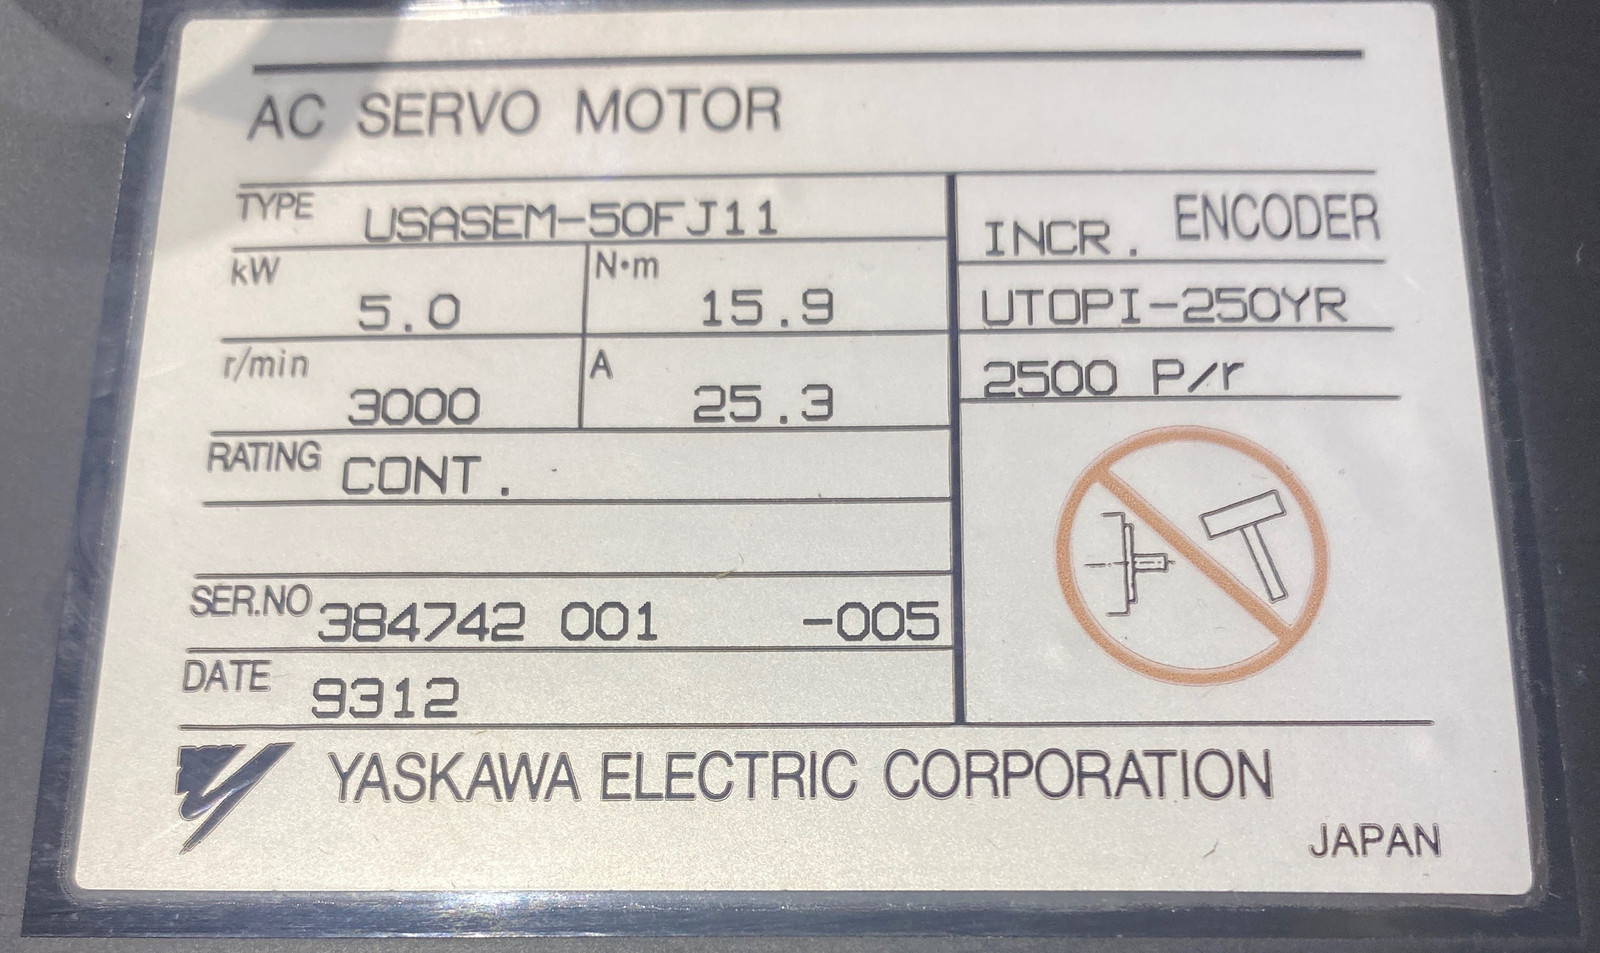 AC SERVO MOTOR
TYPE USASEM-50FJ11
kW 5.0 N•m 15.9
r/min 3000 A 25.3
RATING CONT.
SER.NO 384742 001 -005
DATE 9312
INCR. ENCODER
UTOPI-250YR
2500 P/r
YASKAWA ELECTRIC CORPORATION
JAPAN